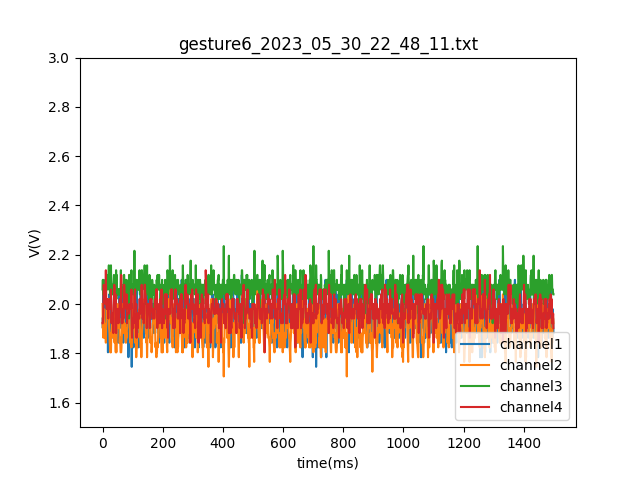 gesture6_2023_05_30_22_48_11.txt
3.0
2.8
2.6
2.4
2.2
2.0
1.8
1.6
V(V)
channel1
channel2
channel3
channel4
0 200 400 600 800 1000 1200 1400
time(ms)